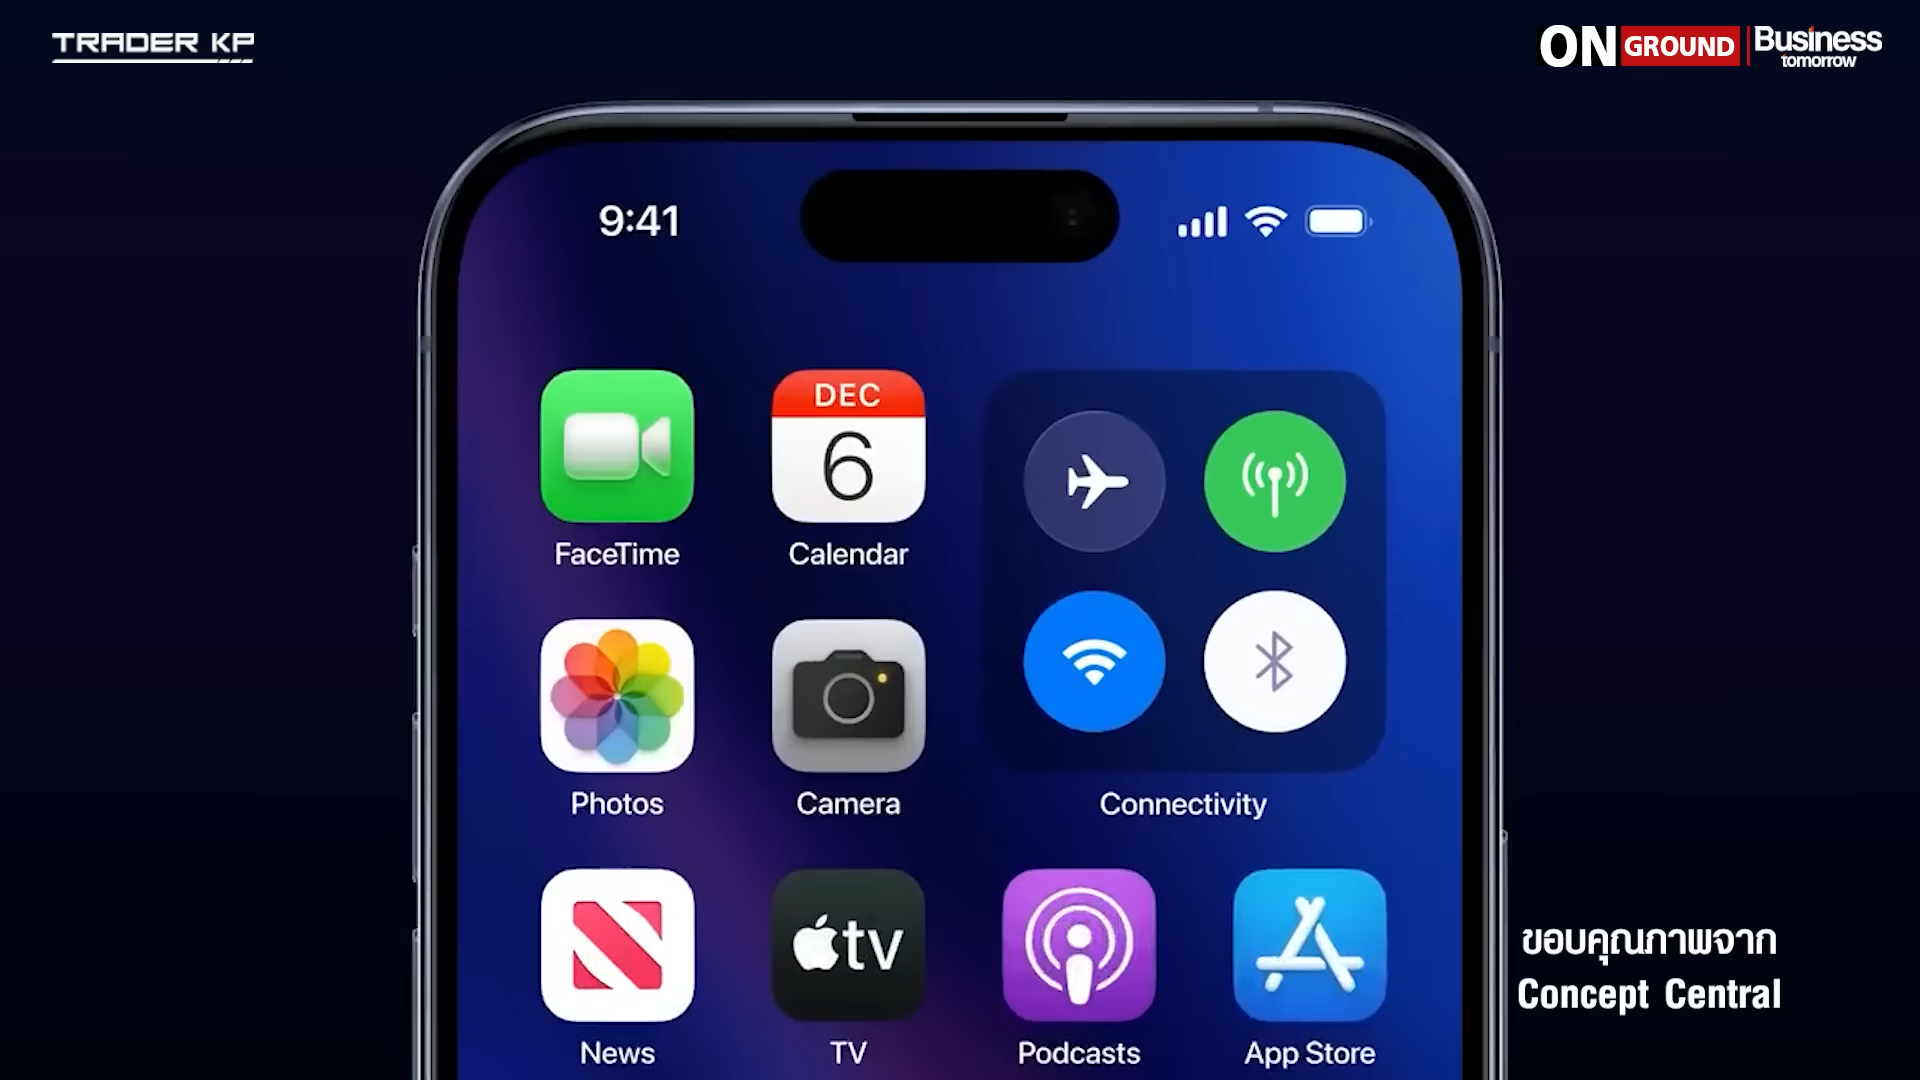 TRADER KP
ON GROUND Business tomorrow
9:41
DEC
6
FaceTime
Calendar
Photos
Camera
Connectivity
tv
News
TV
Podcasts
App Store
ขอบคุณภาพจาก
Concept Central